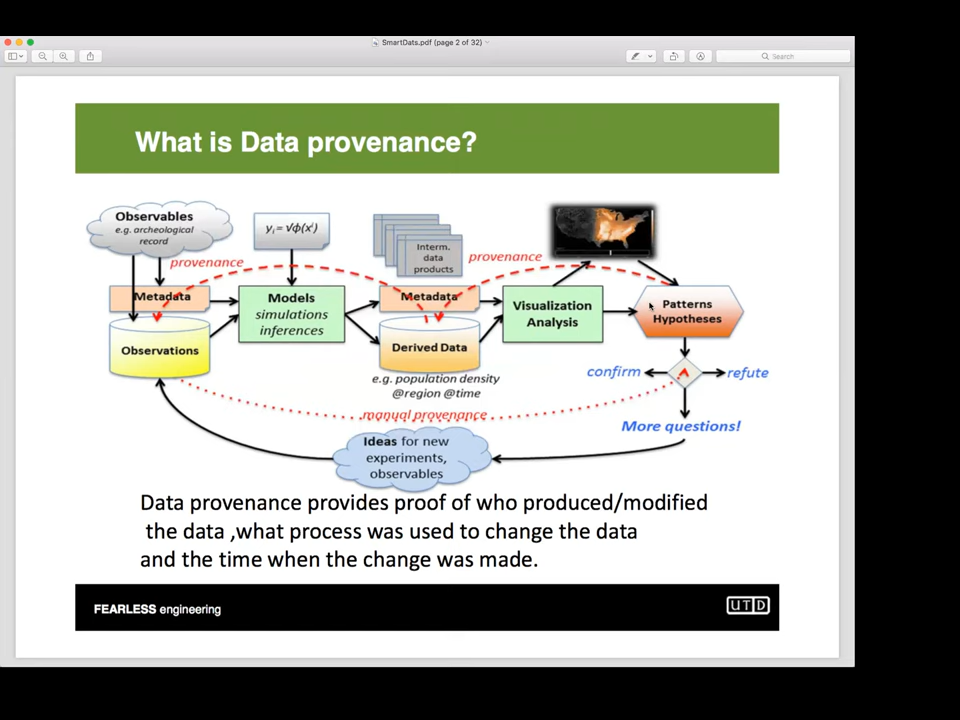 SmartDats.pdf (page 2 of 32)
Search
What is Data provenance?
Observables
e.g. archeological
record
yᵢ = √ϕ(xⁱ)
Interm.
data
products
provenance
provenance
Metadata
Models
simulations
inferences
Metadata
Visualization
Analysis
Patterns
Hypotheses
Observations
Derived Data
e.g. population density
@region @time
confirm
refute
manual provenance
More questions!
Ideas for new
experiments,
observables
Data provenance provides proof of who produced/modified
the data ,what process was used to change the data
and the time when the change was made.
FEARLESS engineering
UTD